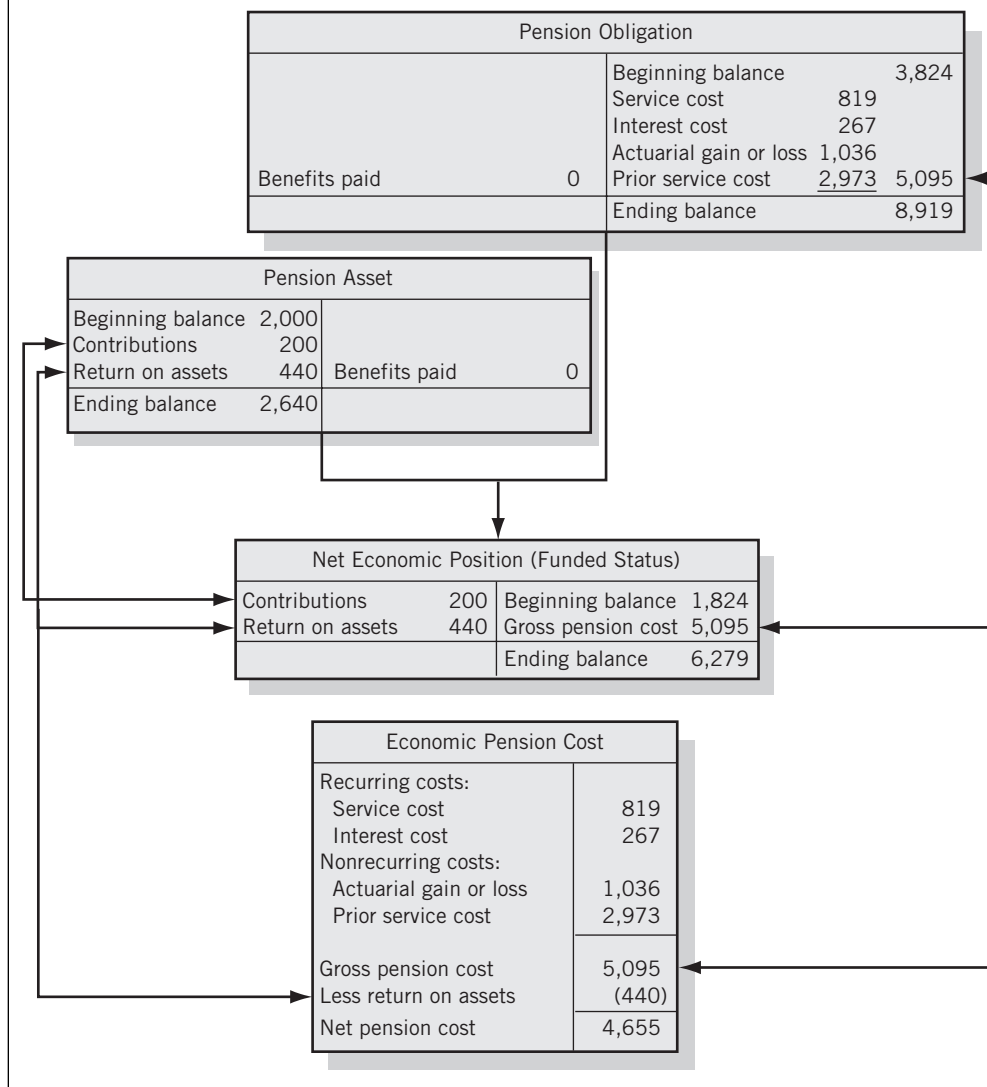 Pension Obligation
Beginning balance 3,824
Service cost 819
Interest cost 267
Actuarial gain or loss 1,036
Benefits paid 0 Prior service cost 2,973 5,095
Ending balance 8,919
Pension Asset
Beginning balance 2,000
Contributions 200
Return on assets 440 Benefits paid 0
Ending balance 2,640
Net Economic Position (Funded Status)
Contributions 200 Beginning balance 1,824
Return on assets 440 Gross pension cost 5,095
Ending balance 6,279
Economic Pension Cost
Recurring costs:
Service cost 819
Interest cost 267
Nonrecurring costs:
Actuarial gain or loss 1,036
Prior service cost 2,973
Gross pension cost 5,095
Less return on assets (440)
Net pension cost 4,655